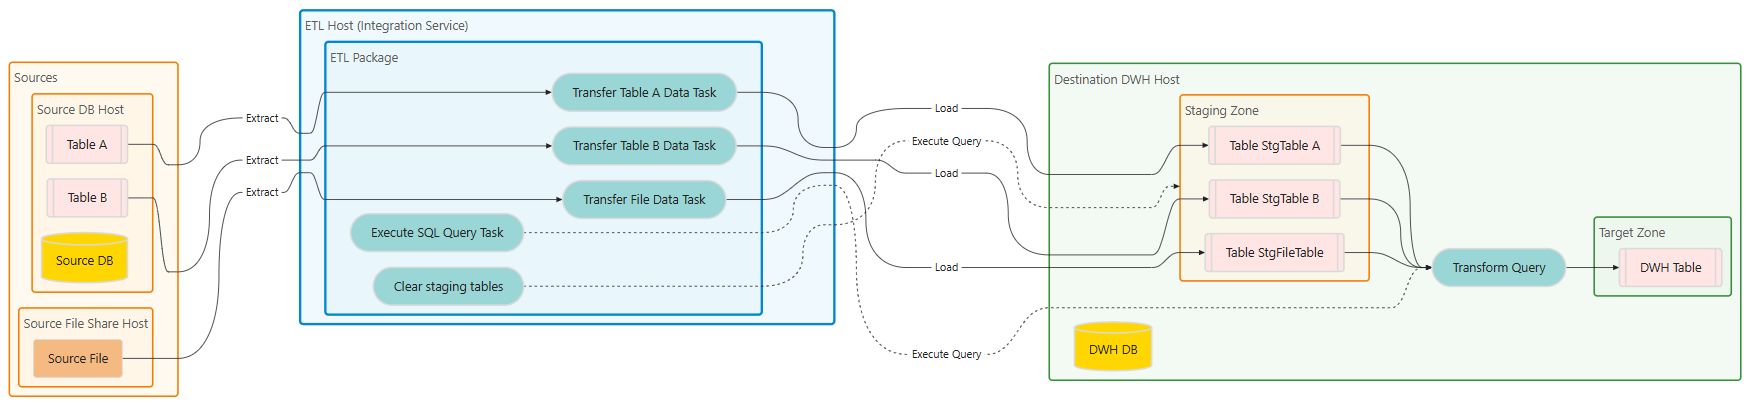 Sources
Source DB Host
Table A
Table B
Source DB
Source File Share Host
Source File
Extract
Extract
Extract
ETL Host (Integration Service)
ETL Package
Transfer Table A Data Task
Transfer Table B Data Task
Transfer File Data Task
Execute SQL Query Task
Clear staging tables
Load
Execute Query
Load
Load
Execute Query
Destination DWH Host
Staging Zone
Table StgTable A
Table StgTable B
Table StgFileTable
Transform Query
Target Zone
DWH Table
DWH DB